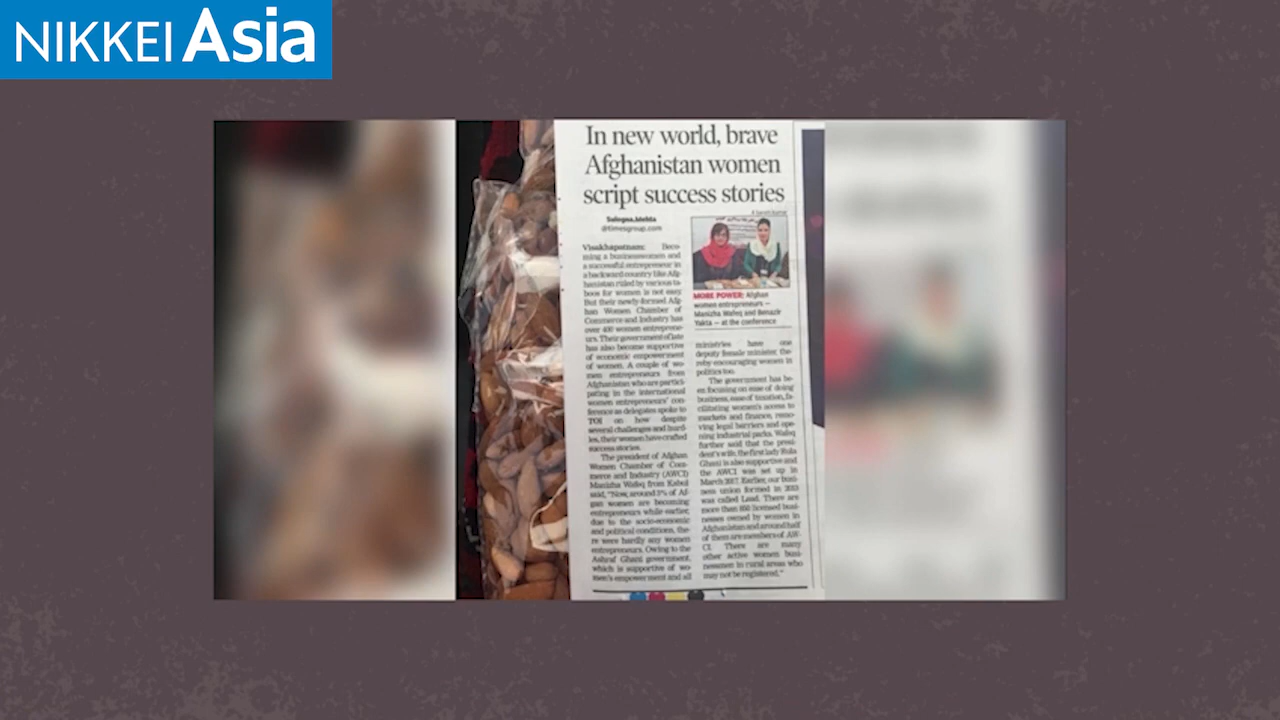 NIKKEI Asia
In new world, brave
Afghanistan women
script success stories
@timesgroup.com
Visakhapatnam: Beco-
ming a businesswomen and
a successful entrepreneur in
a backward country like Afg-
hanistan ruled by various ta-
boos for women is not easy.
But their newly-formed Afg-
han Women Chamber of
Commerce and Industry has
over 400 women entreprene-
urs. Their government of late
has also become supportive
of economic empowerment
of women. A couple of wo-
men entrepreneurs from
Afghanistan who are partici-
pating in the international
women entrepreneurs' con-
ference as delegates spoke to
TOI on how despite
several challenges and hurd-
les, their women have crafted
success stories.
The president of Afghan
Women Chamber of Com-
merce and Industry (AWCI)
Manizha Wafeq from Kabul
said, "Now, around 5% of Af-
gan women are becoming
entrepreneurs while earlier,
due to the socio-economic
and political conditions, the-
re were hardly any women
entrepreneurs. Owing to the
Ashraf Ghani government,
which is supportive of wo-
men's empowerment and all
MORE POWER: Afghan
women entrepreneurs —
Manizha Wafeq and Benazir
Yakta — at the conference
ministries have one
deputy female minister, the-
reby encouraging women in
politics too.
The government has be-
en focusing on ease of doing
business, ease of taxation, fa-
cilitating women's access to
markets and finance, remo-
ving legal barriers and ope-
ning industrial parks. Wafeq
further said that the presi-
dent's wife, the first lady Rula
Ghani is also supportive and
the AWCI was set up in
March 2017. Earlier, our busi-
ness union formed in 2013
was called Lead. There are
more than 850 licensed busi-
nesses owned by women in
Afghanistan and around half
of them are members of AW-
CI. There are many
other active women busi-
nessmen in rural areas who
may not be registered."